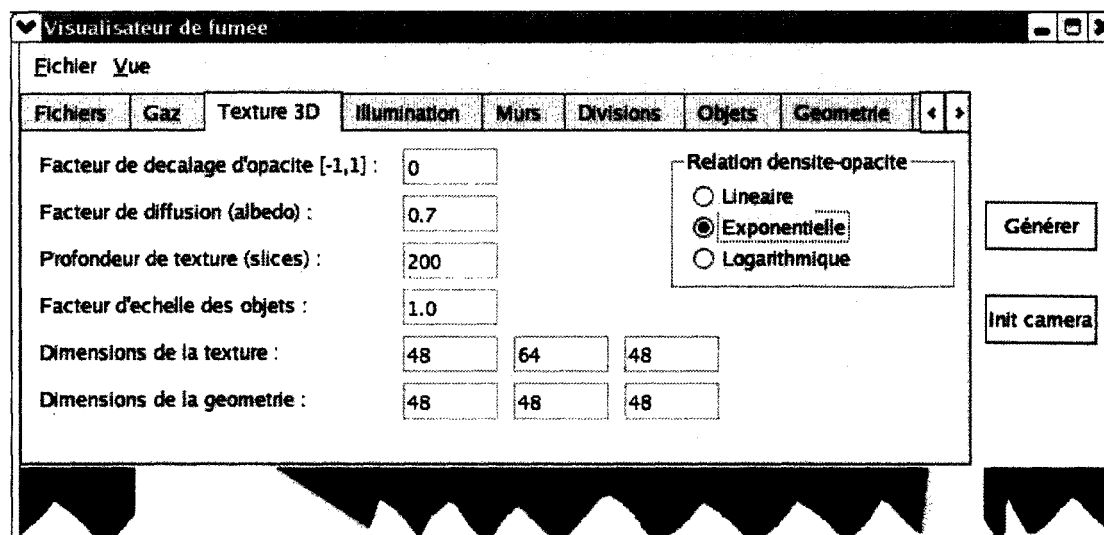 Visualisateur de fumee
Fichier Vue
Fichiers Gaz Texture 3D Illumination Murs Divisions Objets Geometrie
Facteur de decalage d'opacite [-1,1] : 0
Facteur de diffusion (albedo) : 0.7
Profondeur de texture (slices) : 200
Facteur d'echelle des objets : 1.0
Dimensions de la texture : 48 64 48
Dimensions de la geometrie : 48 48 48
Relation densite-opacite
Lineaire
Exponentielle
Logarithmique
Générer
Init camera